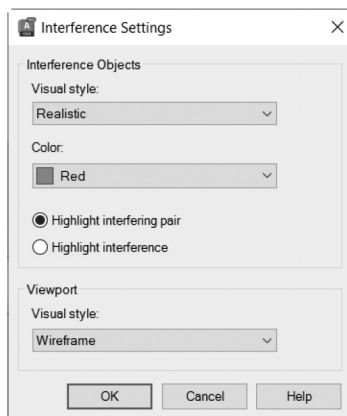 Interference Settings
Interference Objects
Visual style:
Realistic
Color:
Red
Highlight interfering pair
Highlight interference
Viewport
Visual style:
Wireframe
OK Cancel Help